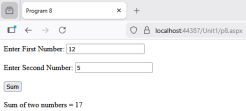 Program 8
localhost:44387/Unit1/p8.aspx
Enter First Number: 12
Enter Second Number: 5
Sum
Sum of two numbers = 17